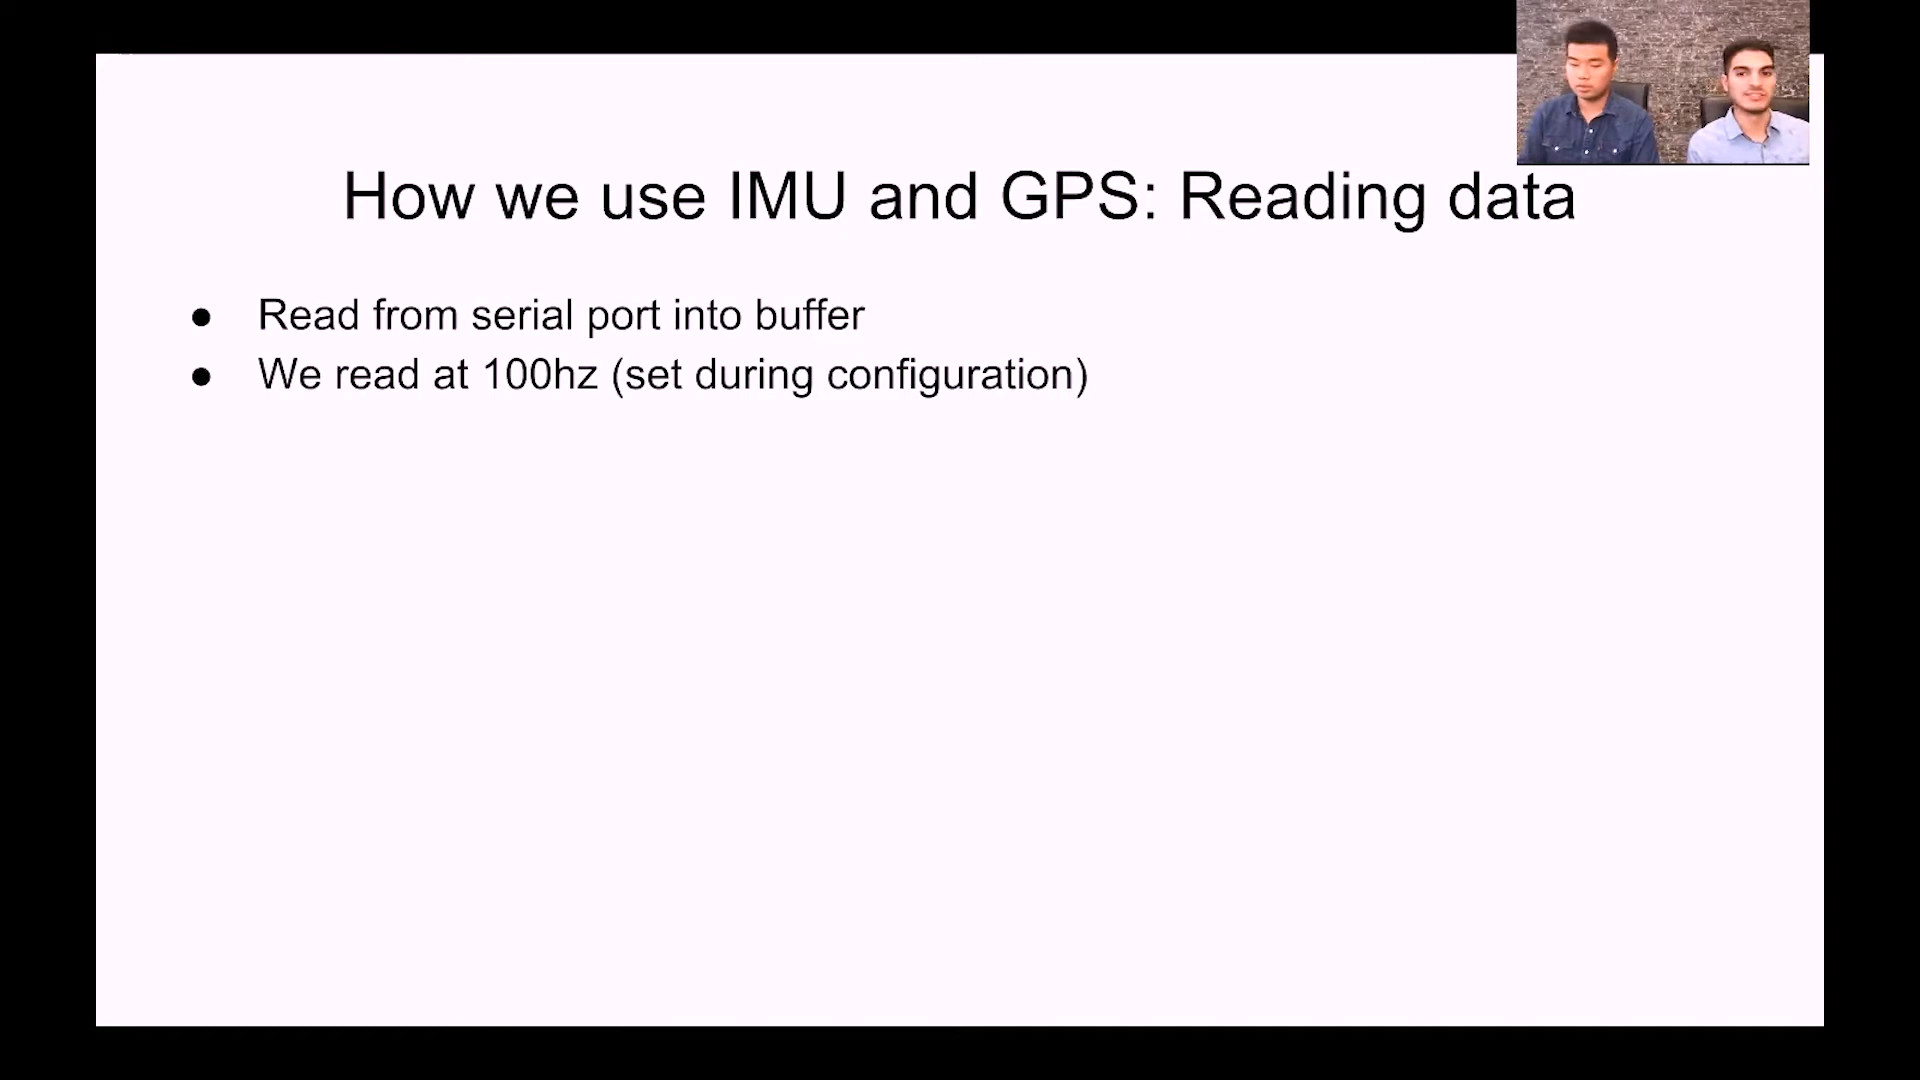 How we use IMU and GPS: Reading data
● Read from serial port into buffer
● We read at 100hz (set during configuration)